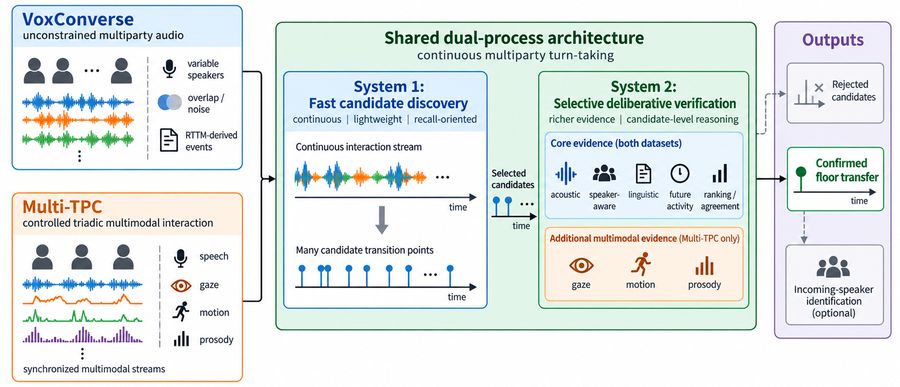 VoxConverse
unconstrained multiparty audio
...
variable
speakers
overlap /
noise
RTTM-derived
events
Multi-TPC
controlled triadic multimodal interaction
speech
gaze
motion
prosody
synchronized multimodal streams
Shared dual-process architecture
continuous multiparty turn-taking
System 1:
Fast candidate discovery
continuous | lightweight | recall-oriented
Continuous interaction stream
...
time
Many candidate transition points
...
time
Selected
candidates
...
time
System 2:
Selective deliberative verification
richer evidence | candidate-level reasoning
Core evidence (both datasets)
acoustic
speaker-
aware
linguistic
future
activity
ranking /
agreement
Additional multimodal evidence (Multi-TPC only)
gaze
motion
prosody
Outputs
Rejected
candidates
Confirmed
floor transfer
time
Incoming-speaker
identification
(optional)